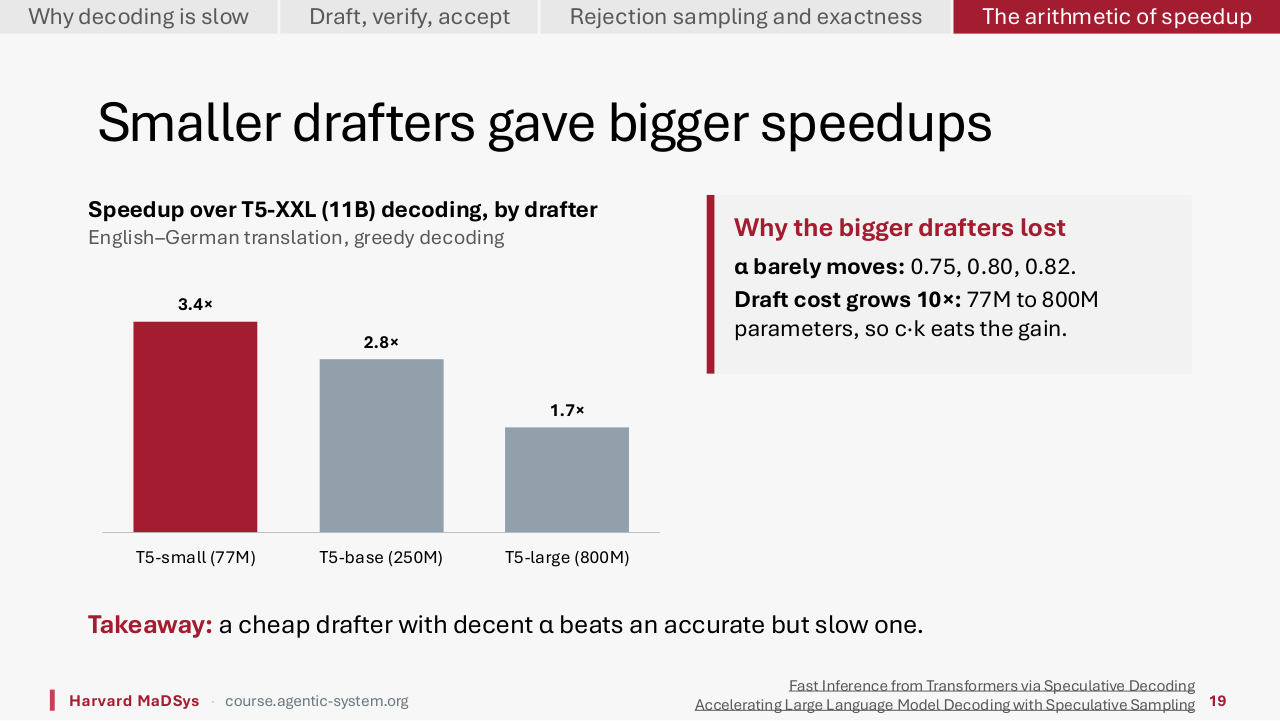 Why decoding is slow
Draft, verify, accept
Rejection sampling and exactness
The arithmetic of speedup
Smaller drafters gave bigger speedups
Speedup over T5-XXL (11B) decoding, by drafter
English–German translation, greedy decoding
3.4×
2.8×
1.7×
T5-small (77M)
T5-base (250M)
T5-large (800M)
Why the bigger drafters lost
α barely moves: 0.75, 0.80, 0.82.
Draft cost grows 10×: 77M to 800M
parameters, so c·k eats the gain.
Takeaway: a cheap drafter with decent α beats an accurate but slow one.
Harvard MaDSys · course.agentic-system.org
Fast Inference from Transformers via Speculative Decoding
Accelerating Large Language Model Decoding with Speculative Sampling
19